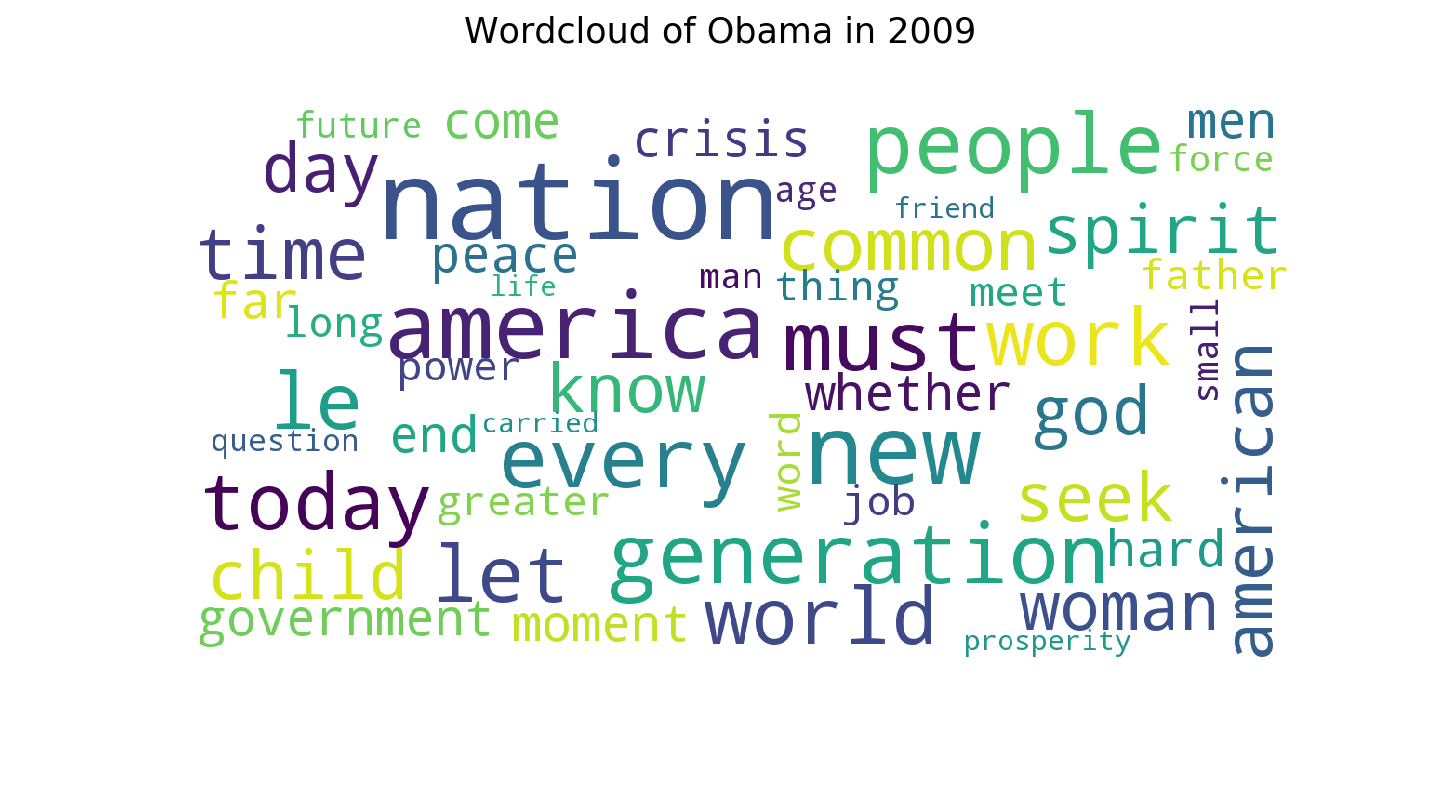 Wordcloud of Obama in 2009
future come crisis people men
day nation age force
friend
time peace common spirit
far life man thing meet father
long america must work small
power know whether god american
le
question end carried every word new
today greater job seek
child let generation hard
government moment world woman
prosperity